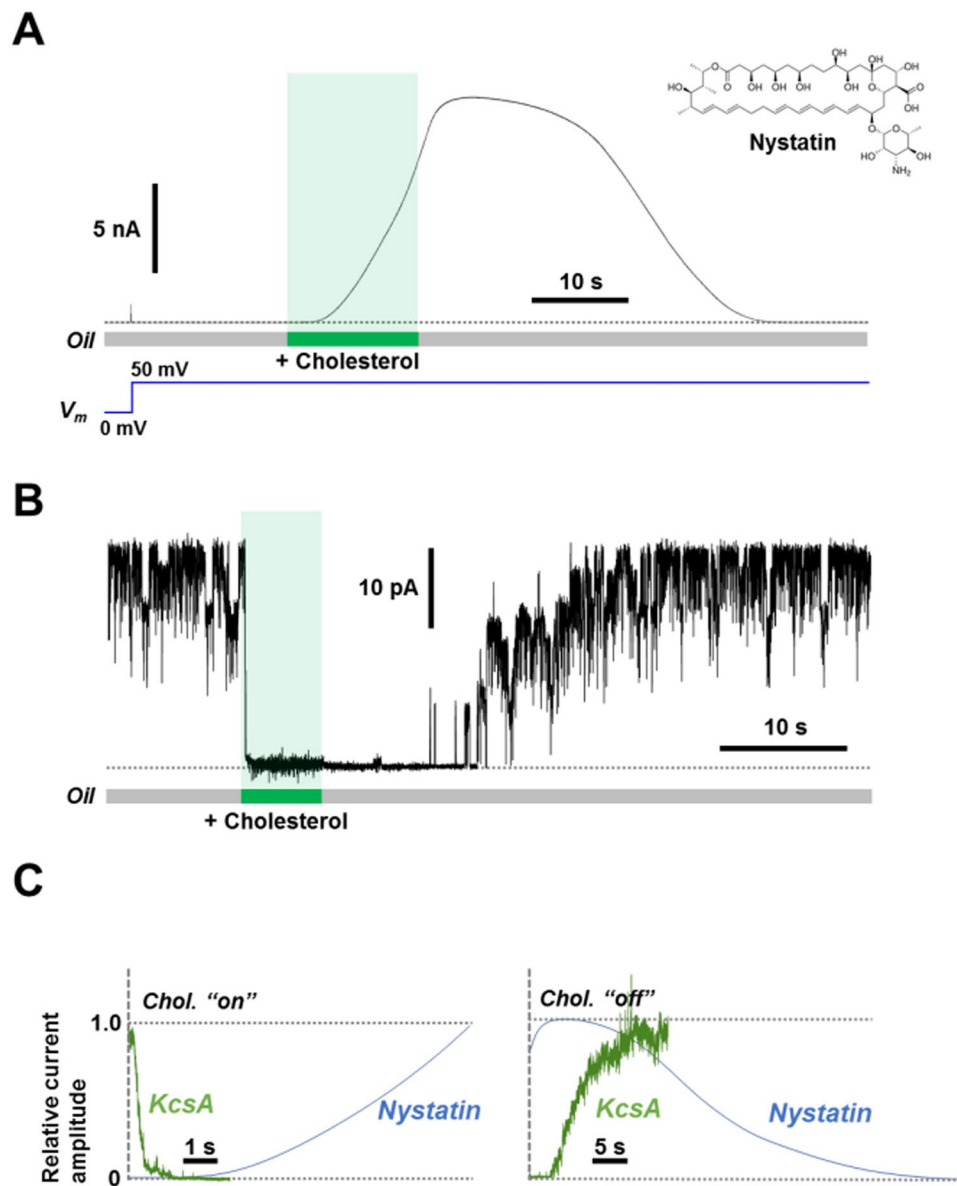 A
Nystatin
5 nA
10 s
Oil
+ Cholesterol
50 mV
Vm
0 mV
B
10 pA
10 s
Oil
+ Cholesterol
C
Relative current
amplitude
1.0
0
Chol. “on”
KcsA
Nystatin
1 s
Chol. “off”
KcsA
Nystatin
5 s